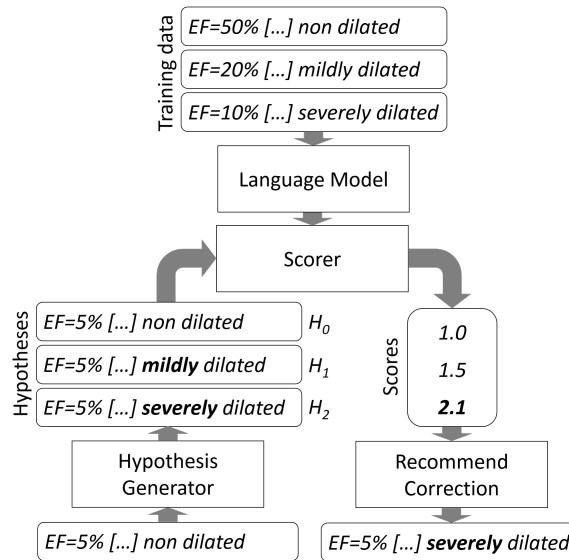 Training data
EF=50% [...] non dilated
EF=20% [...] mildly dilated
EF=10% [...] severely dilated
Language Model
Scorer
Hypotheses
EF=5% [...] non dilated H₀
EF=5% [...] mildly dilated H₁
EF=5% [...] severely dilated H₂
Scores
1.0
1.5
2.1
Hypothesis
Generator
Recommend
Correction
EF=5% [...] non dilated
EF=5% [...] severely dilated